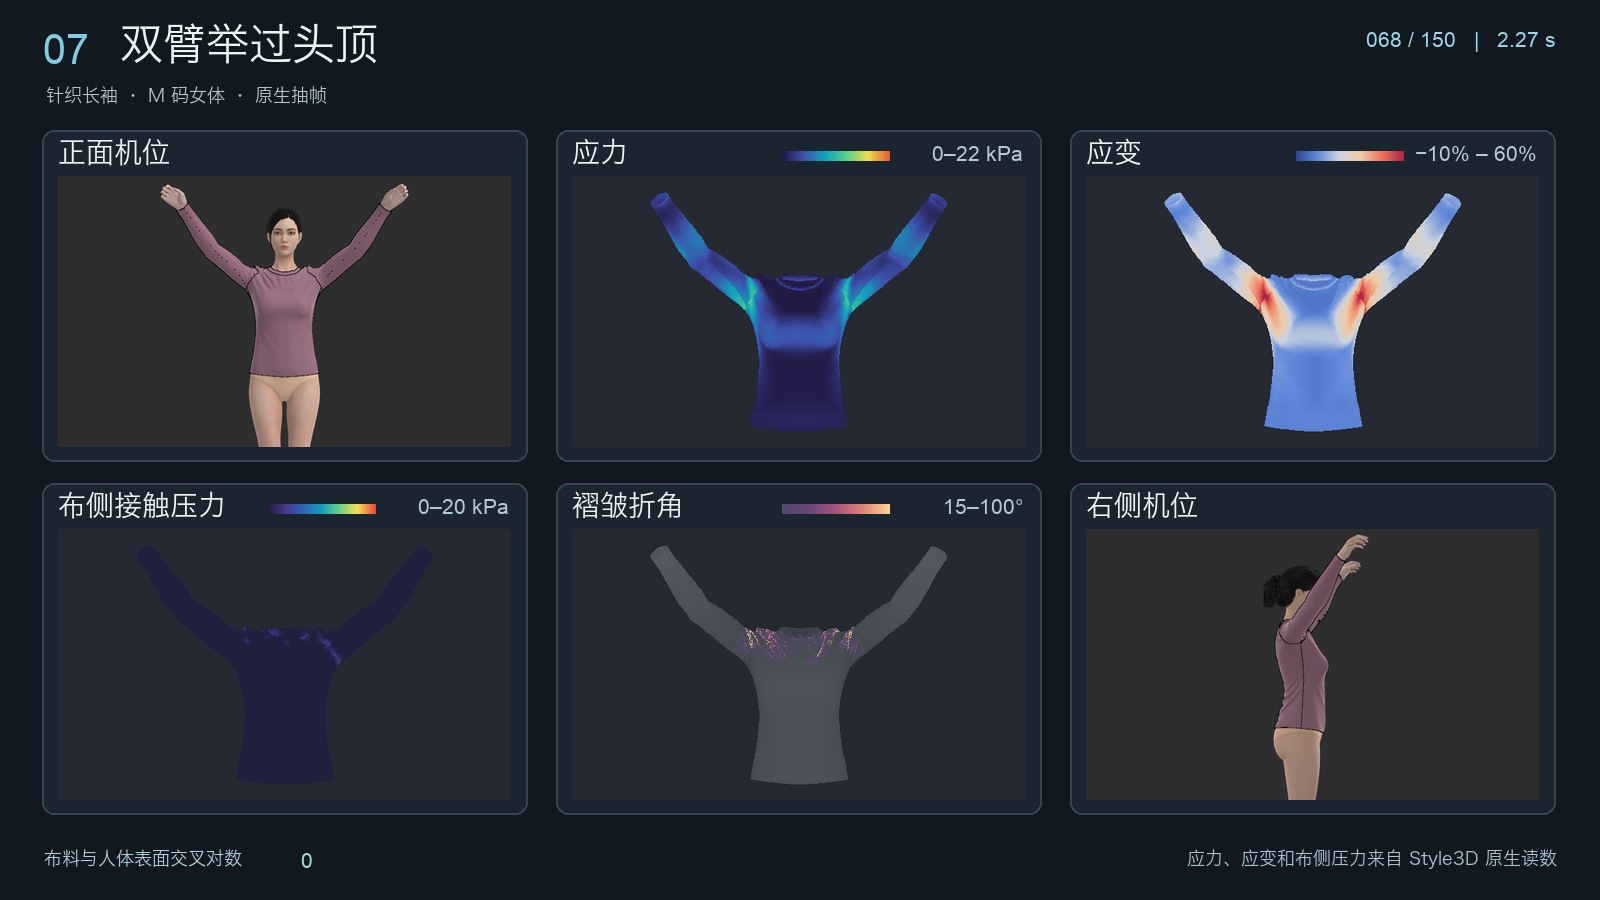 07 双臂举过头顶
068 / 150 | 2.27 s
针织长袖 · M 码女体 · 原生抽帧
正面机位
应力 0–22 kPa
应变 −10% – 60%
布侧接触压力 0–20 kPa
褶皱折角 15–100°
右侧机位
布料与人体表面交叉对数 0
应力、应变和布侧压力来自 Style3D 原生读数